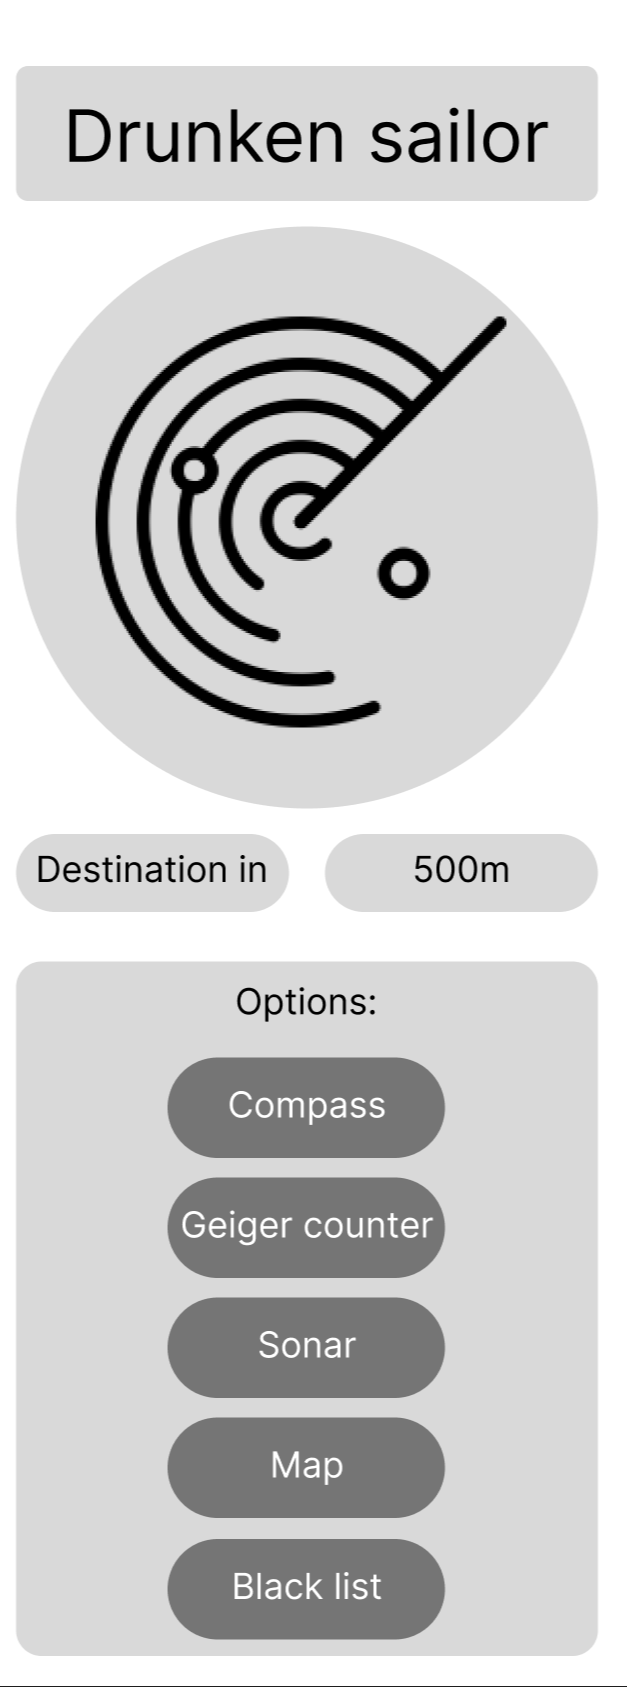 Drunken sailor
Destination in
500m
Options:
Compass
Geiger counter
Sonar
Map
Black list